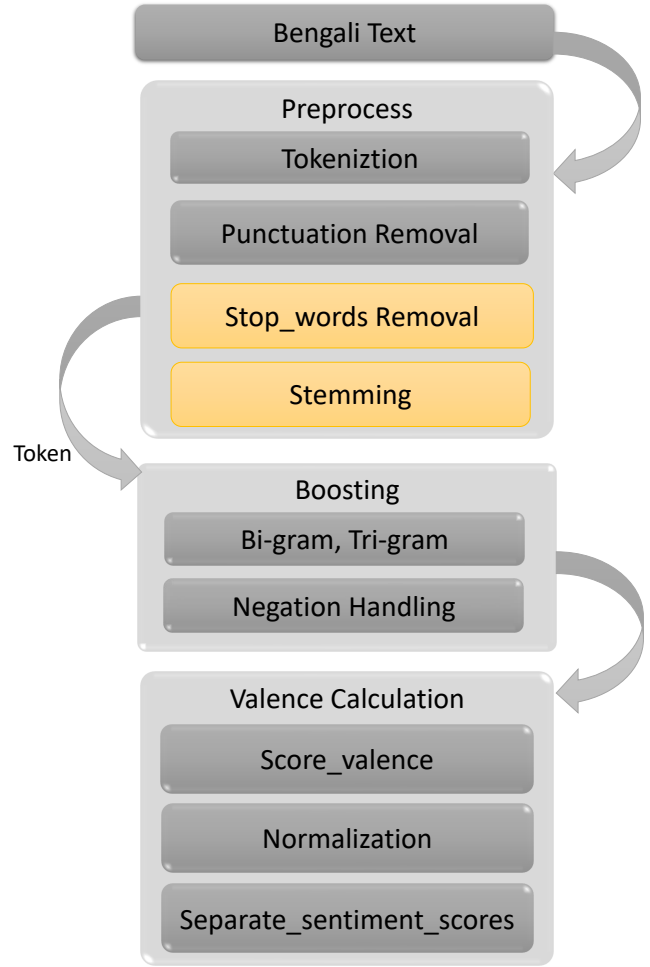 Bengali Text
Preprocess
Tokeniztion
Punctuation Removal
Stop_words Removal
Stemming
Token
Boosting
Bi-gram, Tri-gram
Negation Handling
Valence Calculation
Score_valence
Normalization
Separate_sentiment_scores